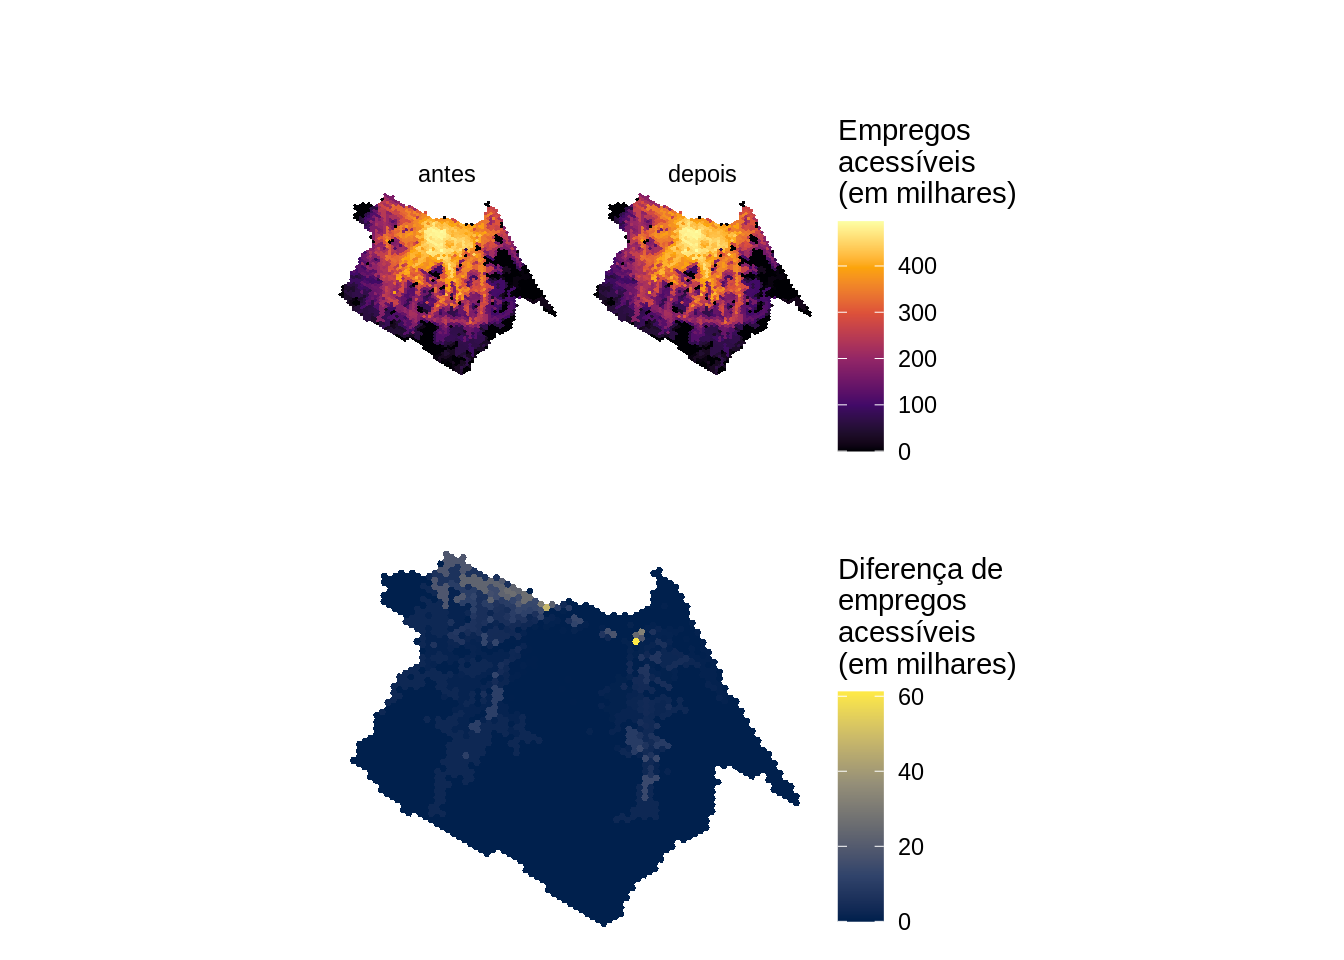 antes
depois
Empregos
acessíveis
(em milhares)
400
300
200
100
0
Diferença de
empregos
acessíveis
(em milhares)
60
40
20
0